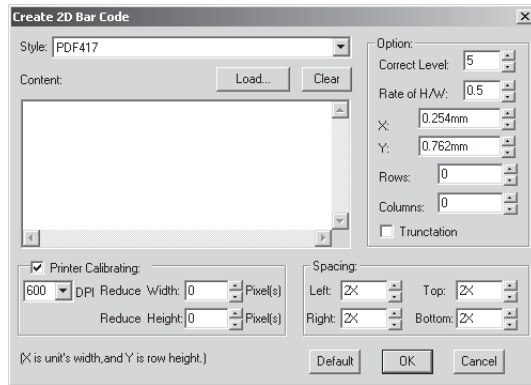 Create 2D Bar Code
Style: PDF417
Content: Load... Clear
Option:
Correct Level: 5
Rate of H/W: 0.5
X: 0.254mm
Y: 0.762mm
Rows: 0
Columns: 0
Trunctation
Printer Calibrating:
600 DPI Reduce Width: 0 Pixel(s)
Reduce Height: 0 Pixel(s)
Spacing:
Left: 2X Top: 2X
Right: 2X Bottom: 2X
(X is unit's width,and Y is row height.)
Default OK Cancel